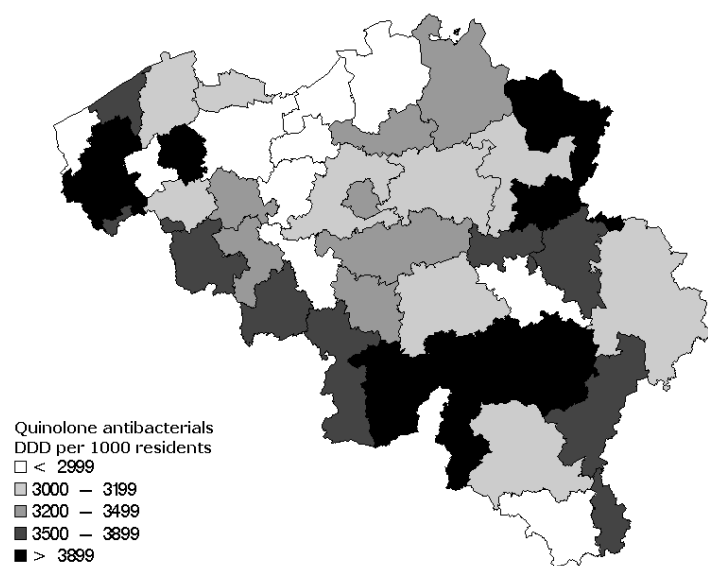 Quinolone antibacterials
DDD per 1000 residents
< 2999
3000 – 3199
3200 – 3499
3500 – 3899
> 3899